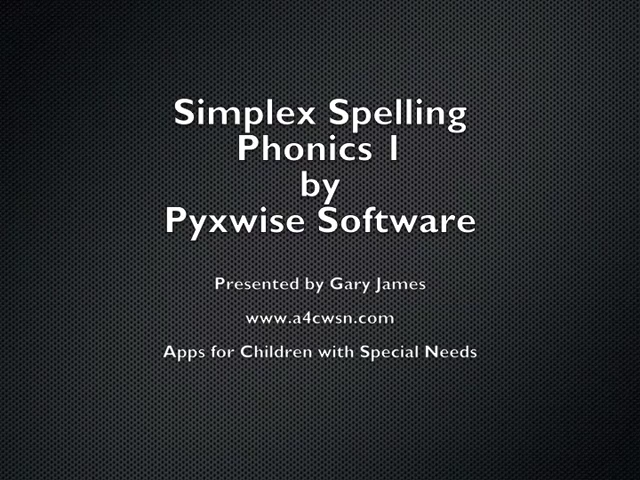 Simplex Spelling
Phonics 1
by
Pyxwise Software
Presented by Gary James
www.a4cwsn.com
Apps for Children with Special Needs